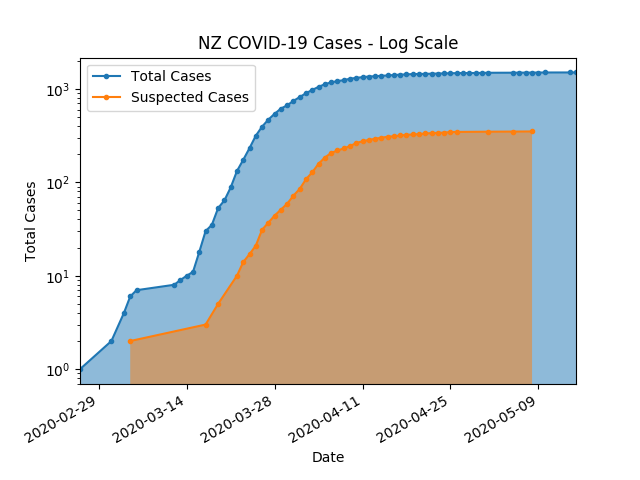 NZ COVID-19 Cases - Log Scale
Total Cases
Suspected Cases
Total Cases
10³
10²
10¹
10⁰
2020-02-29
2020-03-14
2020-03-28
2020-04-11
2020-04-25
2020-05-09
Date